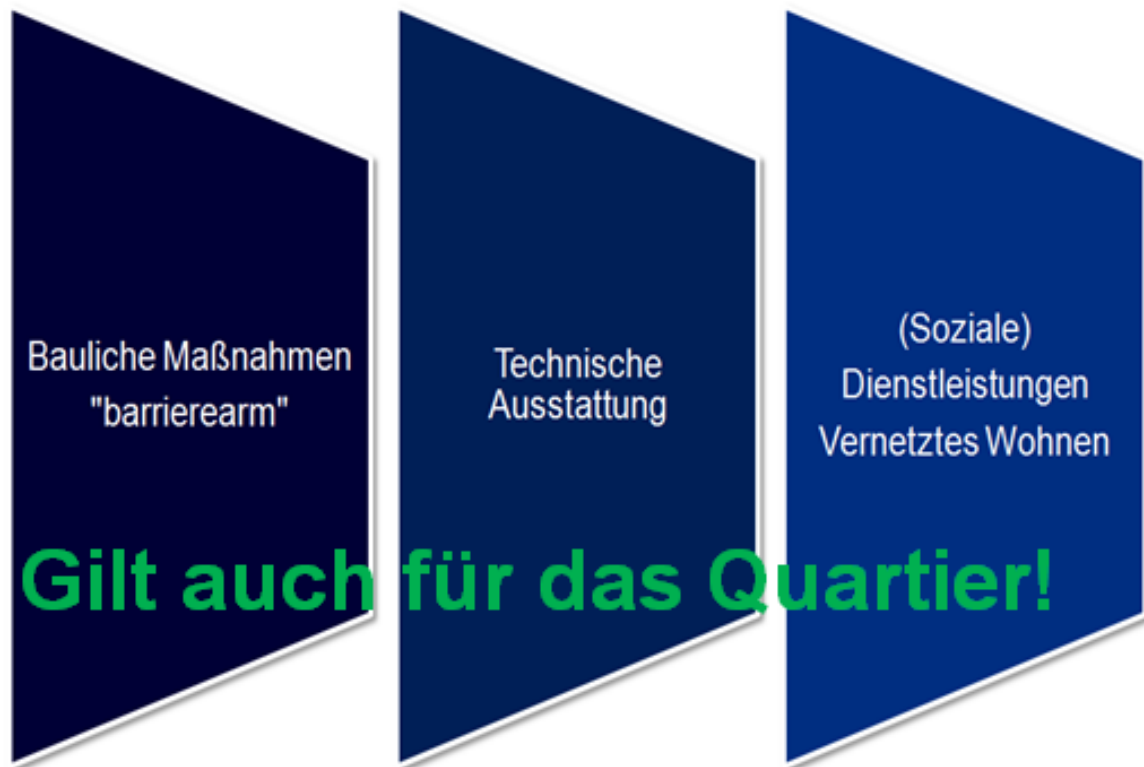 Bauliche Maßnahmen
"barrierearm"
Technische
Ausstattung
(Soziale)
Dienstleistungen
Vernetztes Wohnen
Gilt auch für das Quartier!